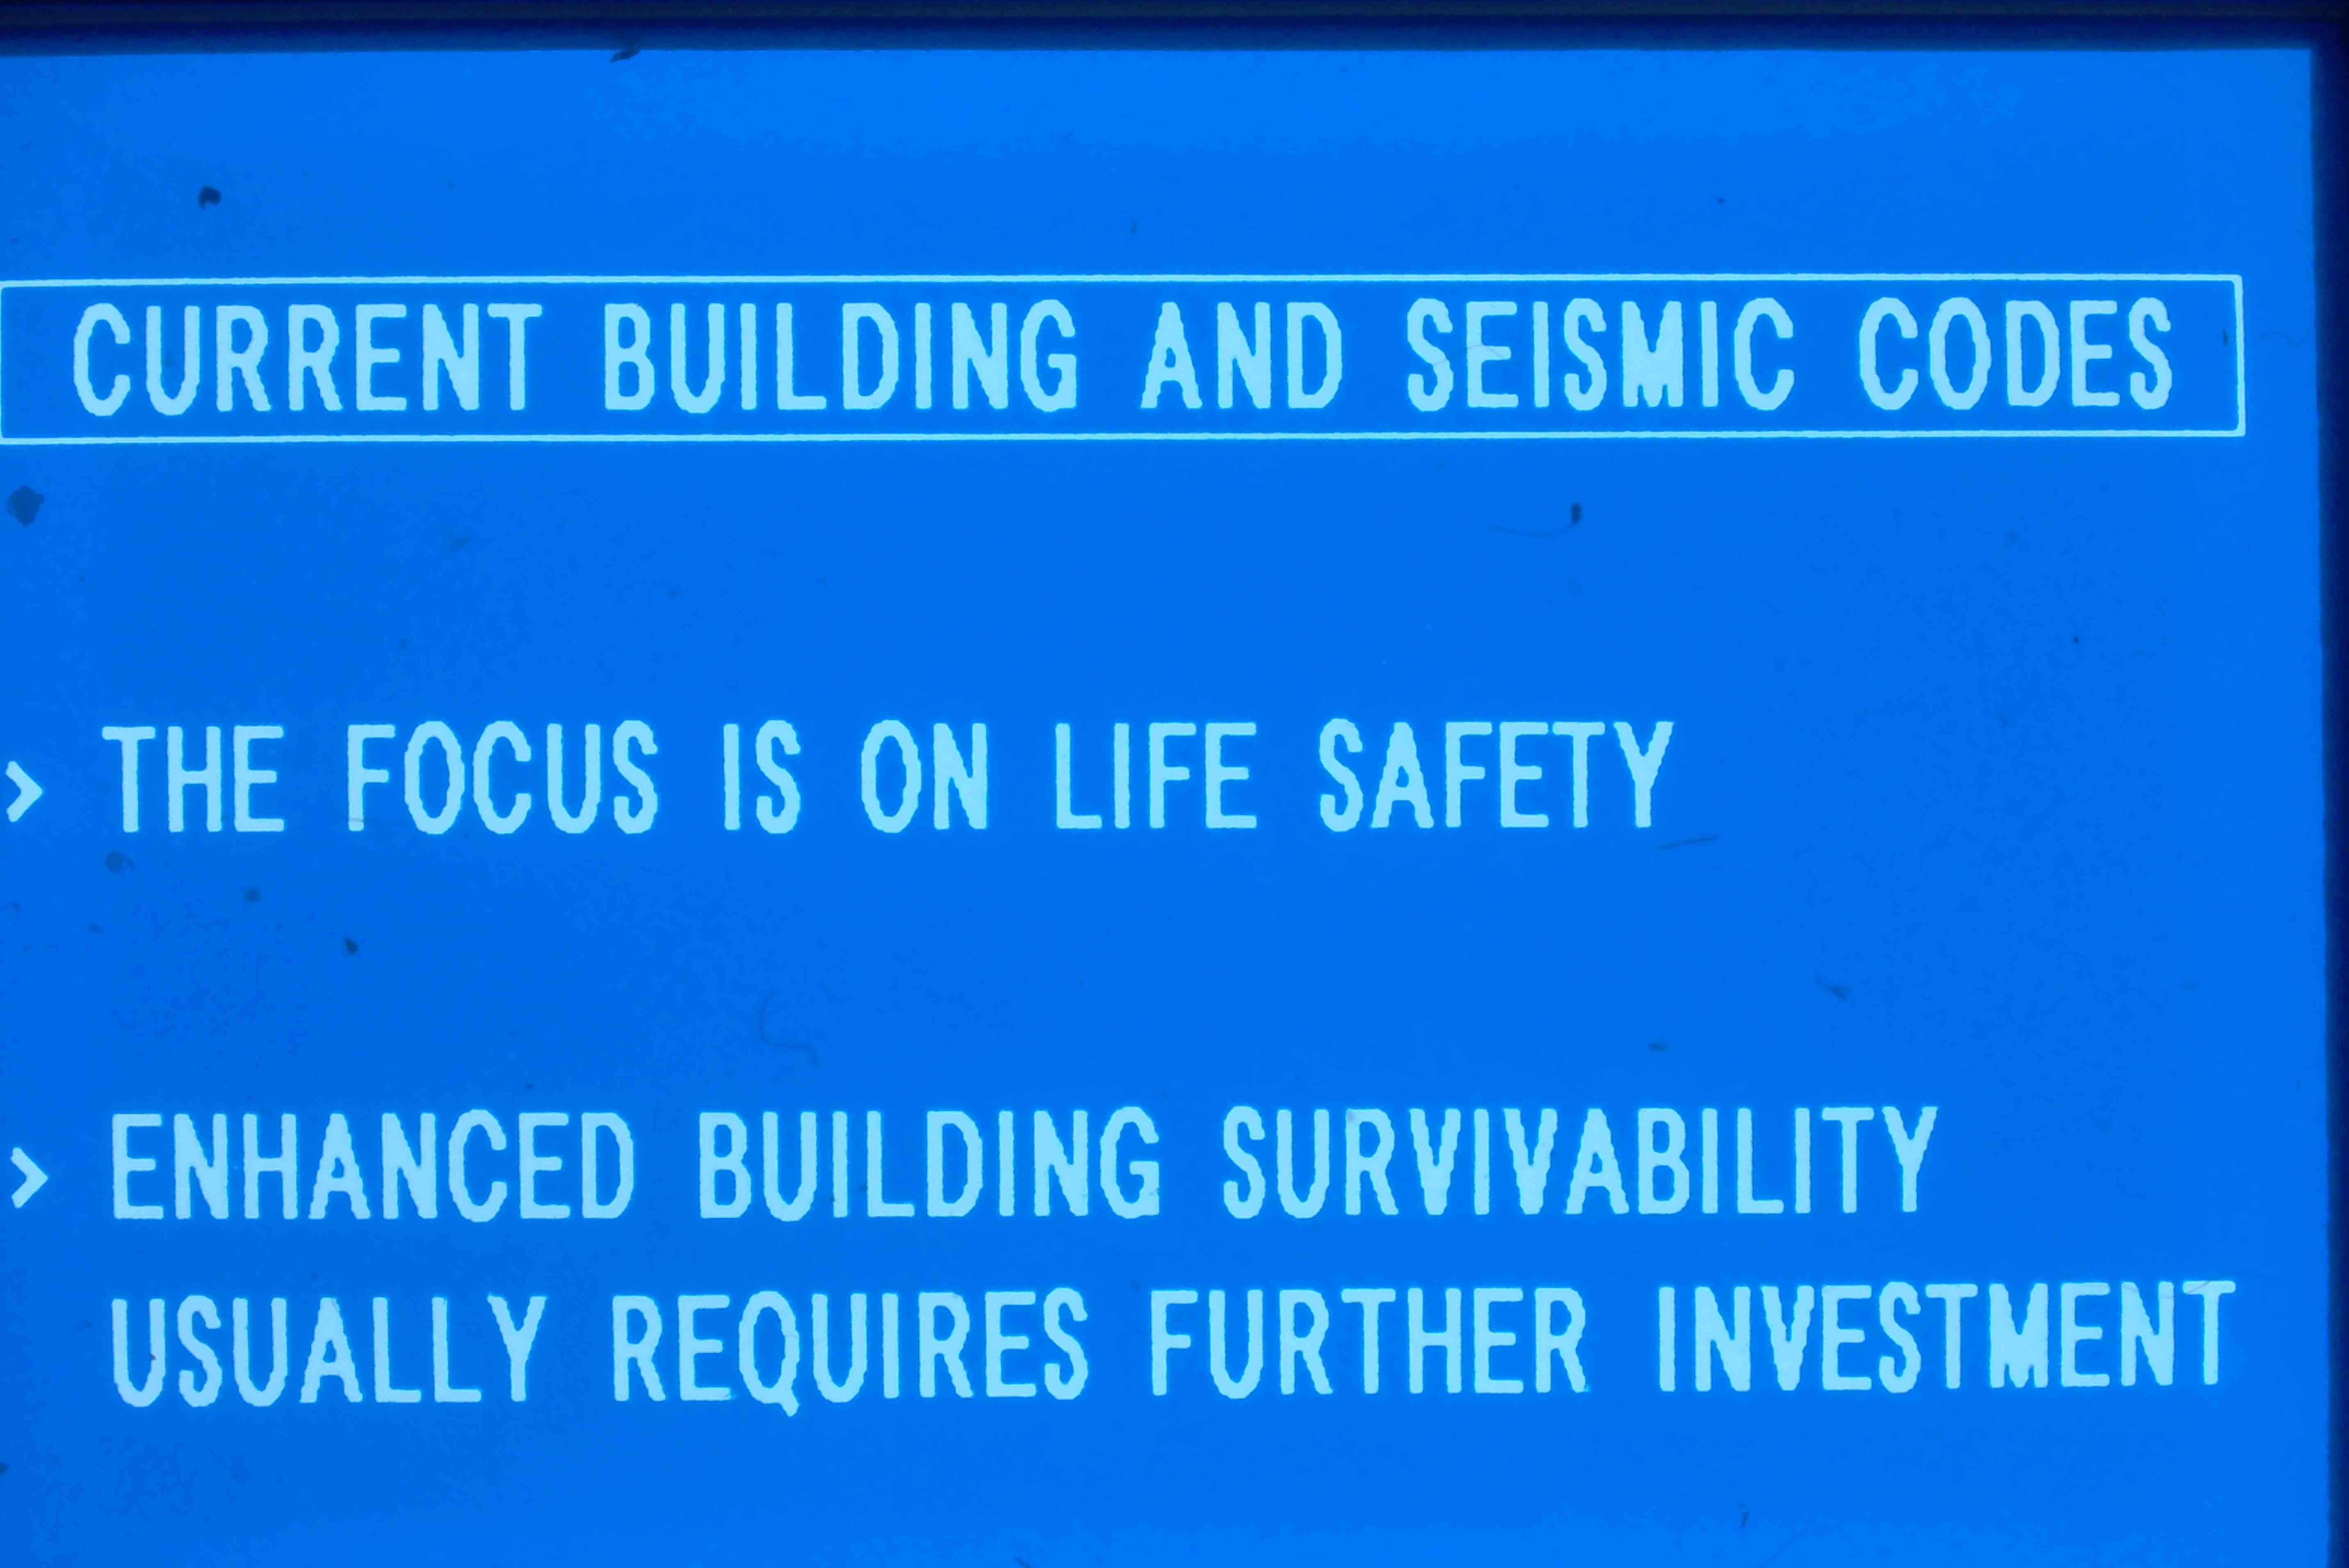 CURRENT BUILDING AND SEISMIC CODES
> THE FOCUS IS ON LIFE SAFETY
> ENHANCED BUILDING SURVIVABILITY
USUALLY REQUIRES FURTHER INVESTMENT